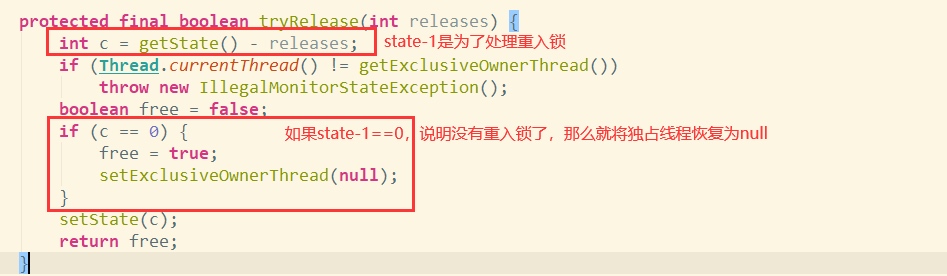 protected final boolean tryRelease(int releases) {
int c = getState() - releases; state-1是为了处理重入锁
if (Thread.currentThread() != getExclusiveOwnerThread())
throw new IllegalMonitorStateException();
boolean free = false;
if (c == 0) { 如果state-1==0，说明没有重入锁了，那么就将独占线程恢复为null
free = true;
setExclusiveOwnerThread(null);
}
setState(c);
return free;
}